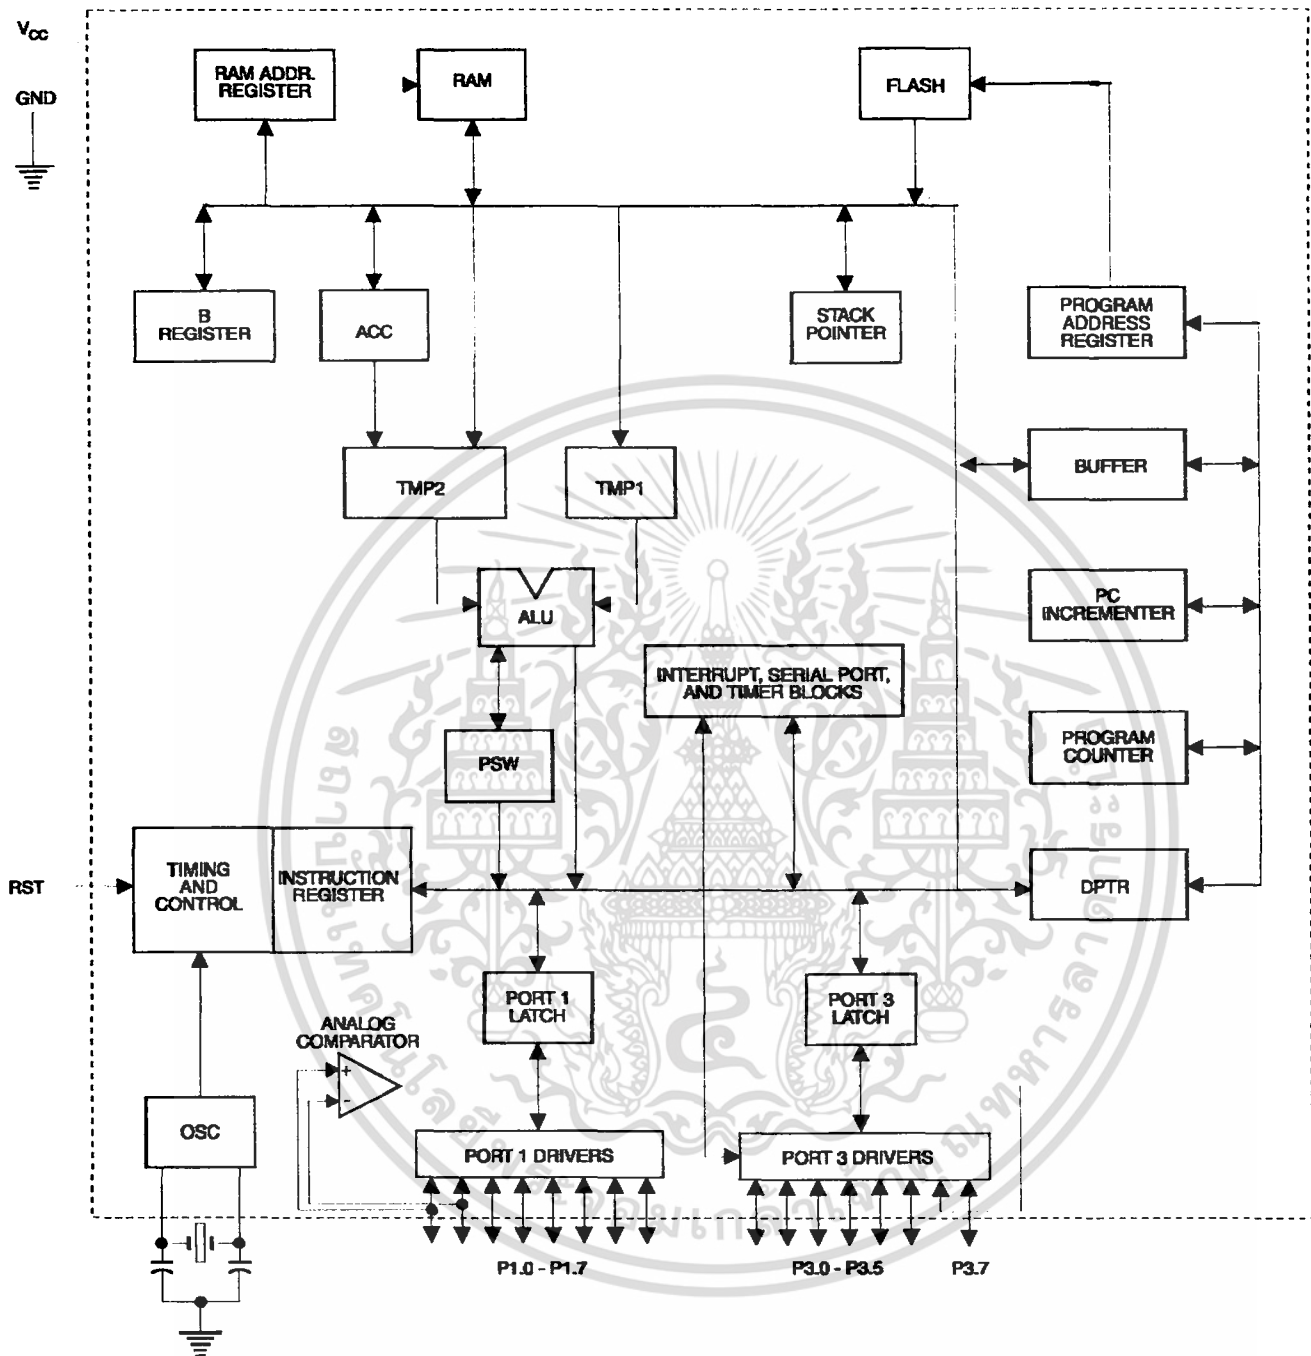 VCC
GND
RAM ADDR.
REGISTER
RAM
FLASH
B
REGISTER
ACC
STACK
POINTER
PROGRAM
ADDRESS
REGISTER
TMP2
TMP1
BUFFER
ALU
PC
INCREMENTER
INTERRUPT, SERIAL PORT,
AND TIMER BLOCKS
PSW
PROGRAM
COUNTER
RST
TIMING
AND
CONTROL
INSTRUCTION
REGISTER
DPTR
PORT 1
LATCH
PORT 3
LATCH
ANALOG
COMPARATOR
+
-
OSC
PORT 1 DRIVERS
PORT 3 DRIVERS
P1.0 - P1.7
P3.0 - P3.5
P3.7